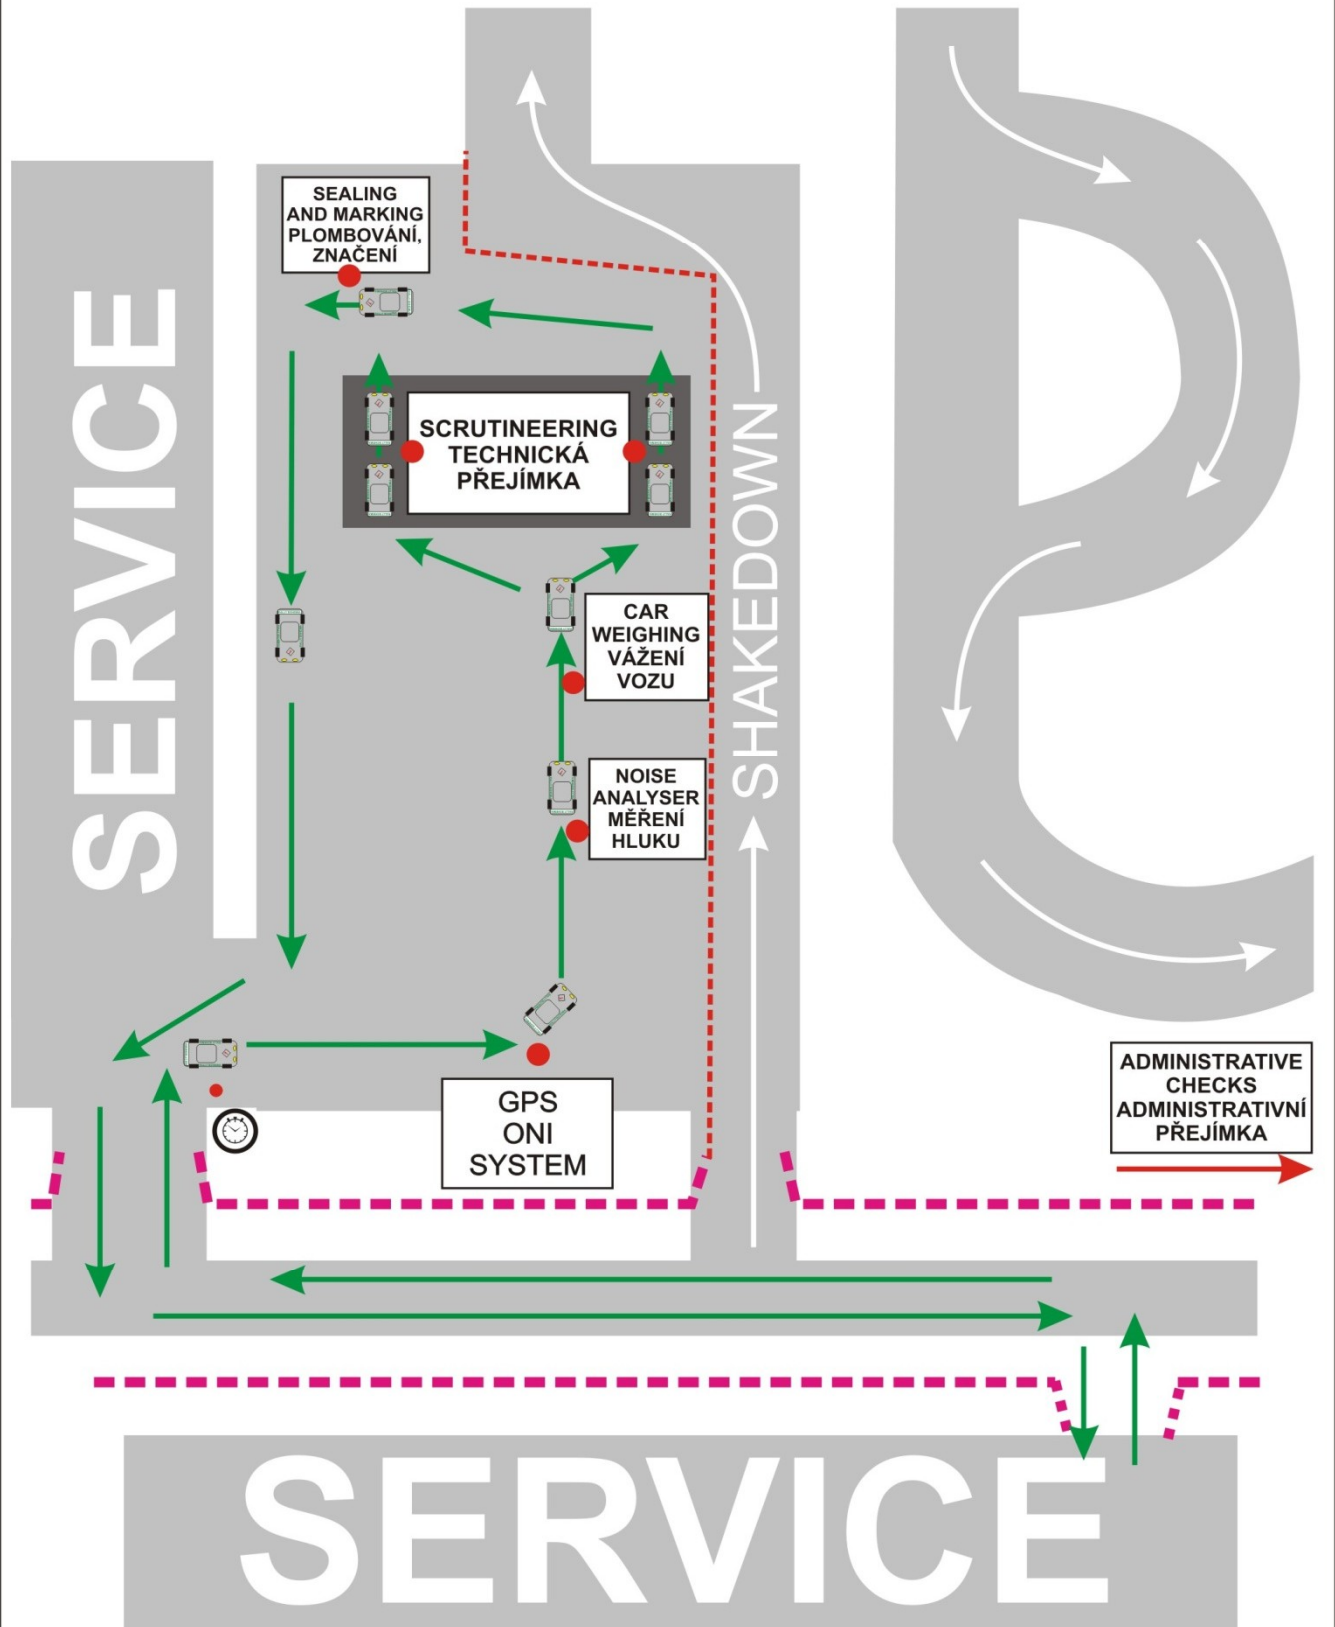 SEALING
AND MARKING
PLOMBOVÁNÍ,
ZNAČENÍ
SERVICE
SCRUTINEERING
TECHNICKÁ
PŘEJÍMKA
SHAKEDOWN
CAR
WEIGHING
VÁŽENÍ
VOZU
NOISE
ANALYSER
MĚŘENÍ
HLUKU
GPS
ONI
SYSTEM
ADMINISTRATIVE
CHECKS
ADMINISTRATIVNÍ
PŘEJÍMKA
SERVICE